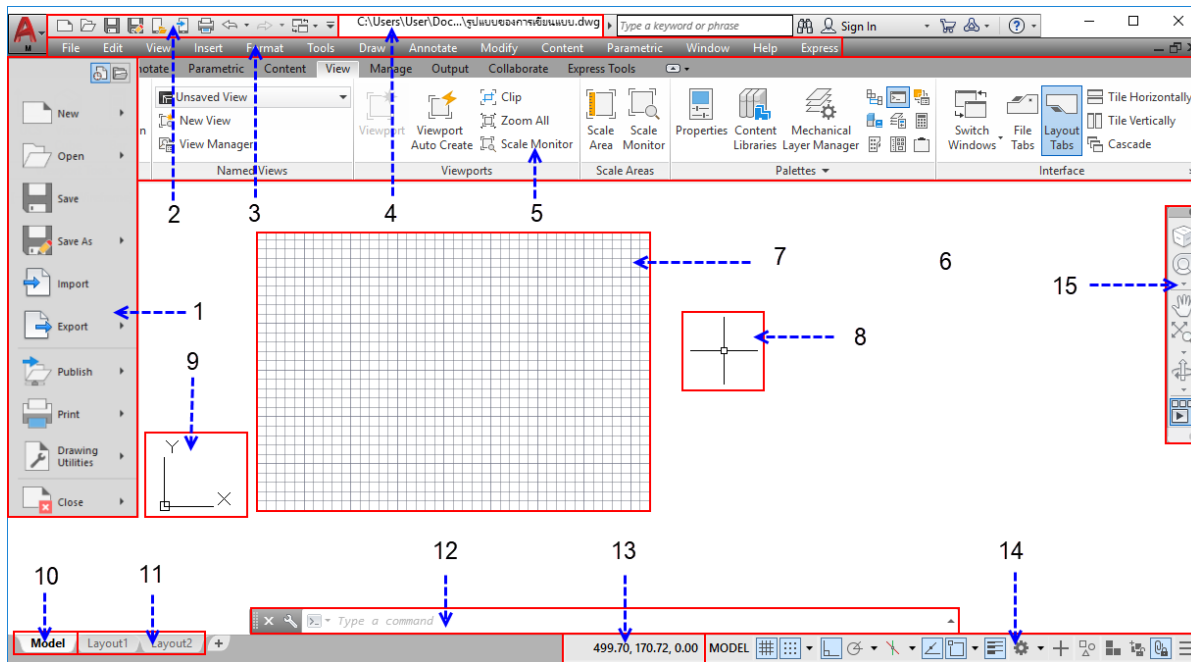 C:\Users\User\Doc...\รูปแบบของการเขียนแบบ.dwg
Type a keyword or phrase
Sign In
M
File Edit View Insert Format Tools Draw Annotate Modify Content Parametric Window Help Express
notate Parametric Content View Manage Output Collaborate Express Tools
New
Open
Save
Save As
Import
Export
Publish
Print
Drawing
Utilities
Close
n
Unsaved View
New View
View Manager
Named Views
Viewport
Viewport
Auto Create
Clip
Zoom All
Scale Monitor
Viewports
Scale
Area
Scale
Monitor
Scale Areas
Properties
Content
Libraries
Mechanical
Layer Manager
Palettes
Switch
Windows
File
Tabs
Layout
Tabs
Tile Horizontally
Tile Vertically
Cascade
Interface
2 3 4 5
7 6
15
1
8
9
Y
X
10 11 12 13 14
Type a command
Model Layout1 Layout2 +
499.70, 170.72, 0.00 MODEL